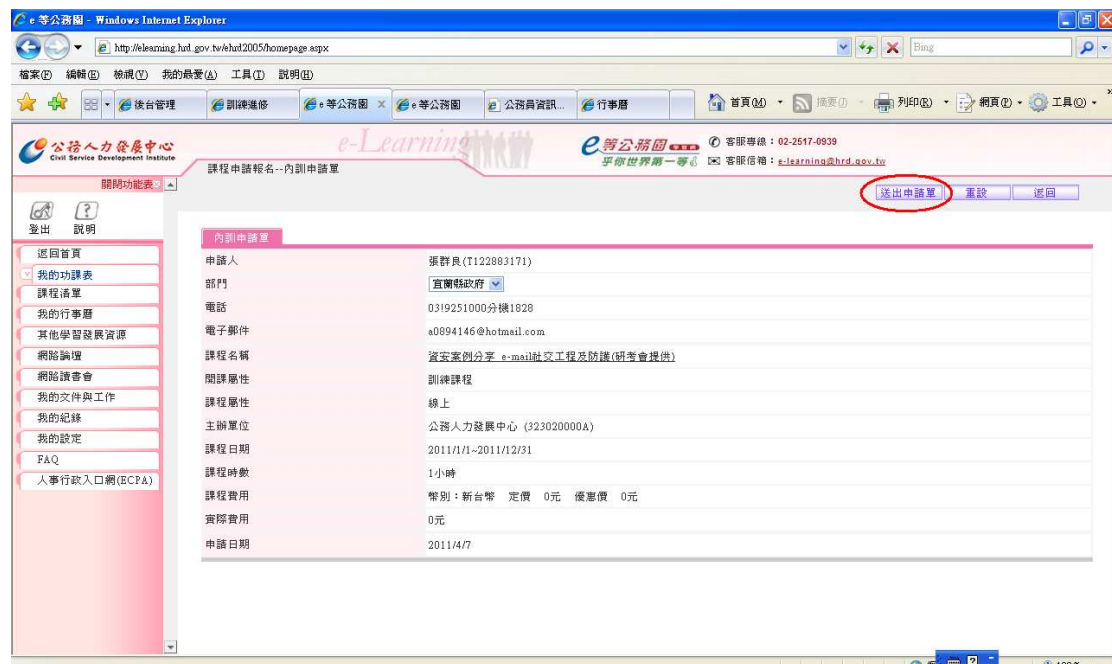 e 等公務園 - Windows Internet Explorer
http://elearning.hrd.gov.tw/ehrd2005/homepage.aspx
Bing
檔案(F) 編輯(E) 檢視(V) 我的最愛(A) 工具(T) 說明(H)
後台管理 訓練進修 e 等公務園 e 等公務園 公務員資訊... 行事曆 首頁(M) 摘要(J) 列印(R) 網頁(P) 工具(O)
公務人力發展中心
Civil Service Development Institute
e-Learning
e等公務園
乎你世界第一等
客服專線:02-2517-0939
客服信箱:e-learning@hrd.gov.tw
課程申請報名--內訓申請單
關閉功能表
送出申請單 重設 返回
登出 說明
返回首頁
我的功課表
課程清單
我的行事曆
其他學習發展資源
網路論壇
網路讀書會
我的文件與工作
我的紀錄
我的設定
FAQ
人事行政入口網(ECPA)
內訓申請單
申請人 張群良(T122883171)
部門 宜蘭縣政府
電話 03!9251000分機1828
電子郵件 a0894146@hotmail.com
課程名稱 資安案例分享_e-mail社交工程及防護(研考會提供)
開課屬性 訓練課程
課程屬性 線上
主辦單位 公務人力發展中心 (323020000A)
課程日期 2011/1/1~2011/12/31
課程時數 1小時
課程費用 幣別:新台幣 定價 0元 優惠價 0元
實際費用 0元
申請日期 2011/4/7